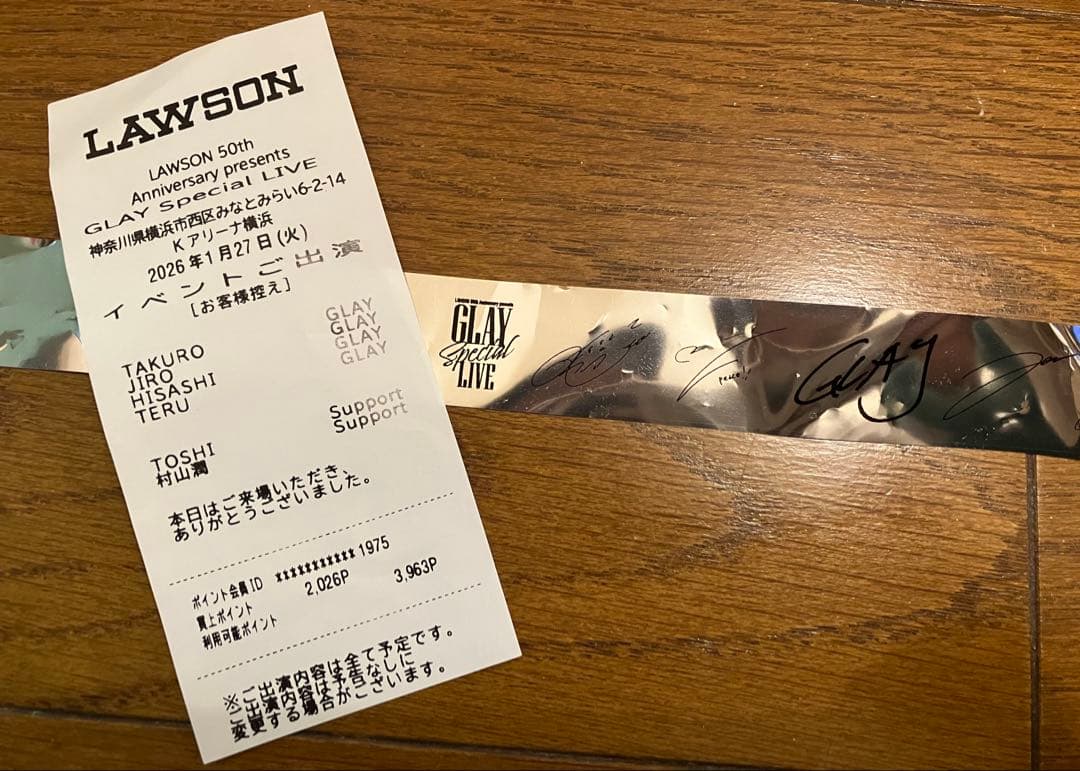 LAWSON
LAWSON 50th
Anniversary presents
GLAY Special LIVE
神奈川県横浜市西区みなとみらい6-2-14
Kアリーナ横浜
2026年1月27日(火)
イベントご出演
[お客様控え]
TAKURO GLAY
JIRO GLAY
HISASHI GLAY
TERU GLAY
TOSHI Support
村山潤 Support
本日はご来場いただき、
ありがとうございました。
ポイント会員ID ***********1975
買上ポイント 2,026P
利用可能ポイント 3,963P
※ご出演内容は全て予定です。
ご出演内容は予告なしに
変更する場合がございます。
LAWSON 50th Anniversary presents
GLAY
Special
LIVE
GLAY